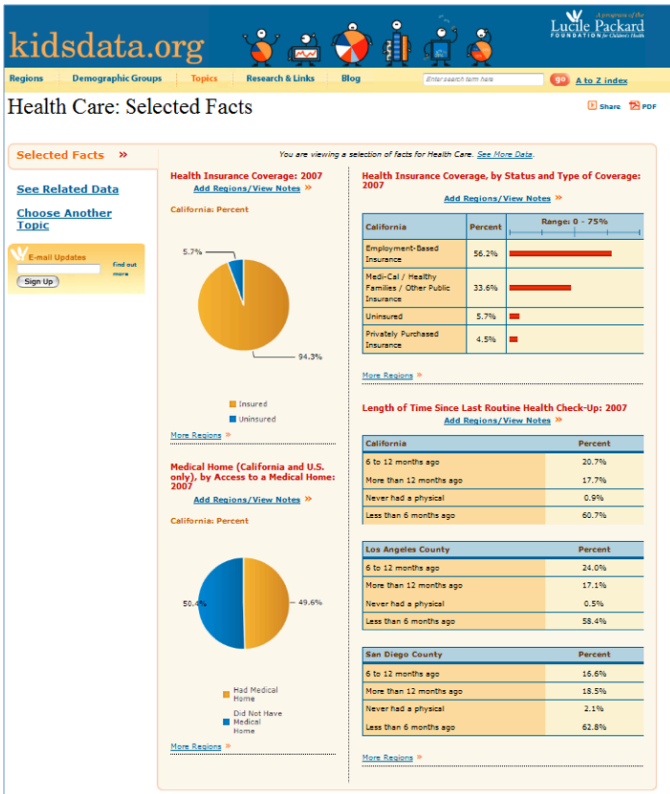 A program of the
kidsdata.org
Lucile Packard
FOUNDATION for Children's Health
Regions Demographic Groups Topics Research & Links Blog Enter search term here go A to Z index
Health Care: Selected Facts
Share PDF
Selected Facts »
See Related Data
Choose Another
Topic
E-mail Updates
find out
more
Sign Up
You are viewing a selection of facts for Health Care. See More Data.
Health Insurance Coverage: 2007
Add Regions/View Notes »
California: Percent
5.7%
94.3%
Insured
Uninsured
More Regions »
Medical Home (California and U.S.
only), by Access to a Medical Home:
2007
Add Regions/View Notes »
California: Percent
50.4%
49.6%
Had Medical
Home
Did Not Have
Medical
Home
More Regions »
Health Insurance Coverage, by Status and Type of Coverage:
2007
Add Regions/View Notes »
California Percent Range: 0 - 75%
Employment-Based
Insurance
56.2%
Medi-Cal / Healthy
Families / Other Public
Insurance
33.6%
Uninsured 5.7%
Privately Purchased
Insurance
4.5%
More Regions »
Length of Time Since Last Routine Health Check-Up: 2007
Add Regions/View Notes »
California Percent
6 to 12 months ago 20.7%
More than 12 months ago 17.7%
Never had a physical 0.9%
Less than 6 months ago 60.7%
Los Angeles County Percent
6 to 12 months ago 24.0%
More than 12 months ago 17.1%
Never had a physical 0.5%
Less than 6 months ago 58.4%
San Diego County Percent
6 to 12 months ago 16.6%
More than 12 months ago 18.5%
Never had a physical 2.1%
Less than 6 months ago 62.8%
More Regions »